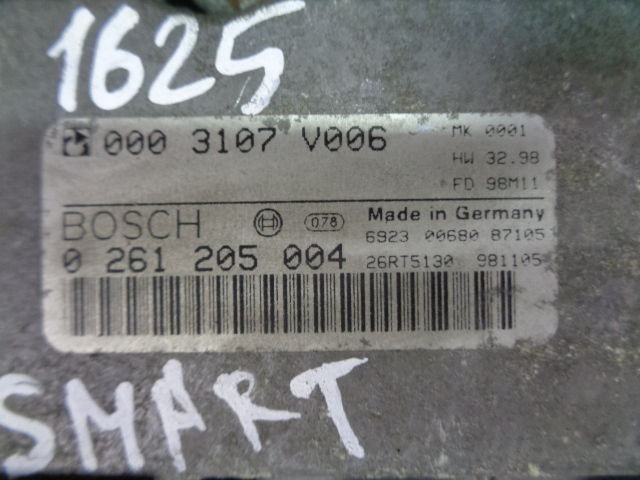 1625
000 3107 V006
MK 0001
HW 32.98
FD 98M11
BOSCH 078 Made in Germany
6923 00680 87105
0 261 205 004 26RT5130 981105
SMART